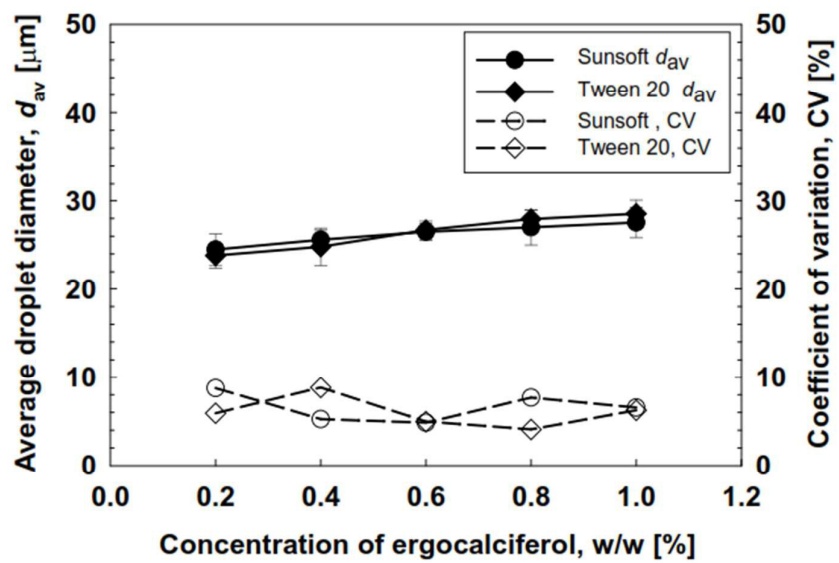 50
40
30
20
10
0
Average droplet diameter, dav [μm]
Sunsoft dav
Tween 20 dav
Sunsoft , CV
Tween 20, CV
50
40
30
20
10
0
Coefficient of variation, CV [%]
0.0 0.2 0.4 0.6 0.8 1.0 1.2
Concentration of ergocalciferol, w/w [%]